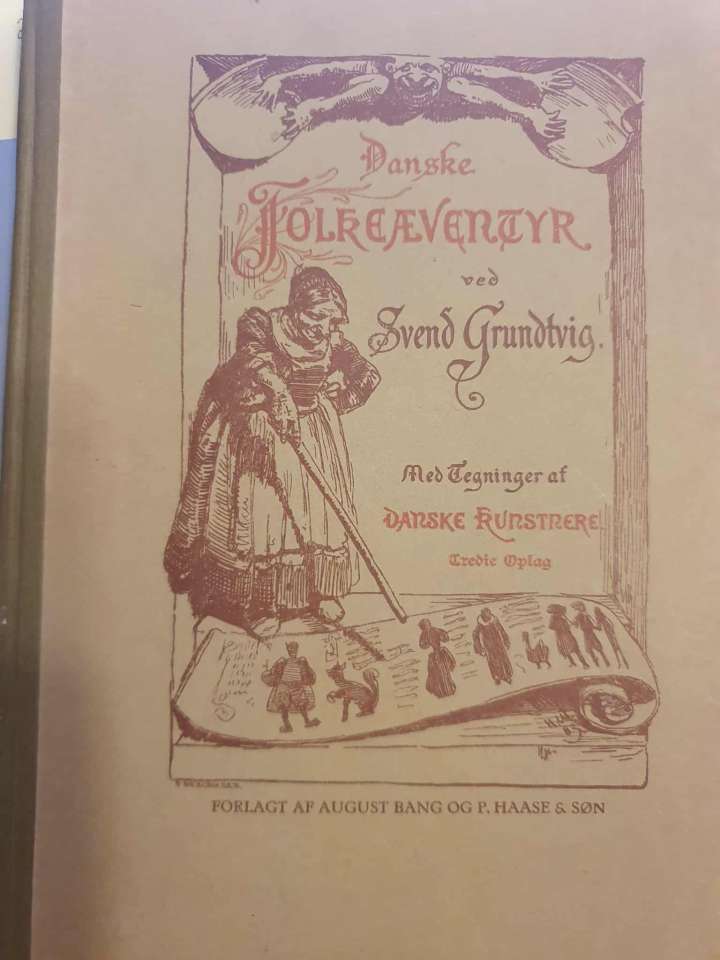 Danske
FOLKEÆVENTYR
ved
Svend Grundtvig.
Med Tegninger af
DANSKE KUNSTNERE
Tredie Oplag
FORLAGT AF AUGUST BANG OG P. HAASE & SØN